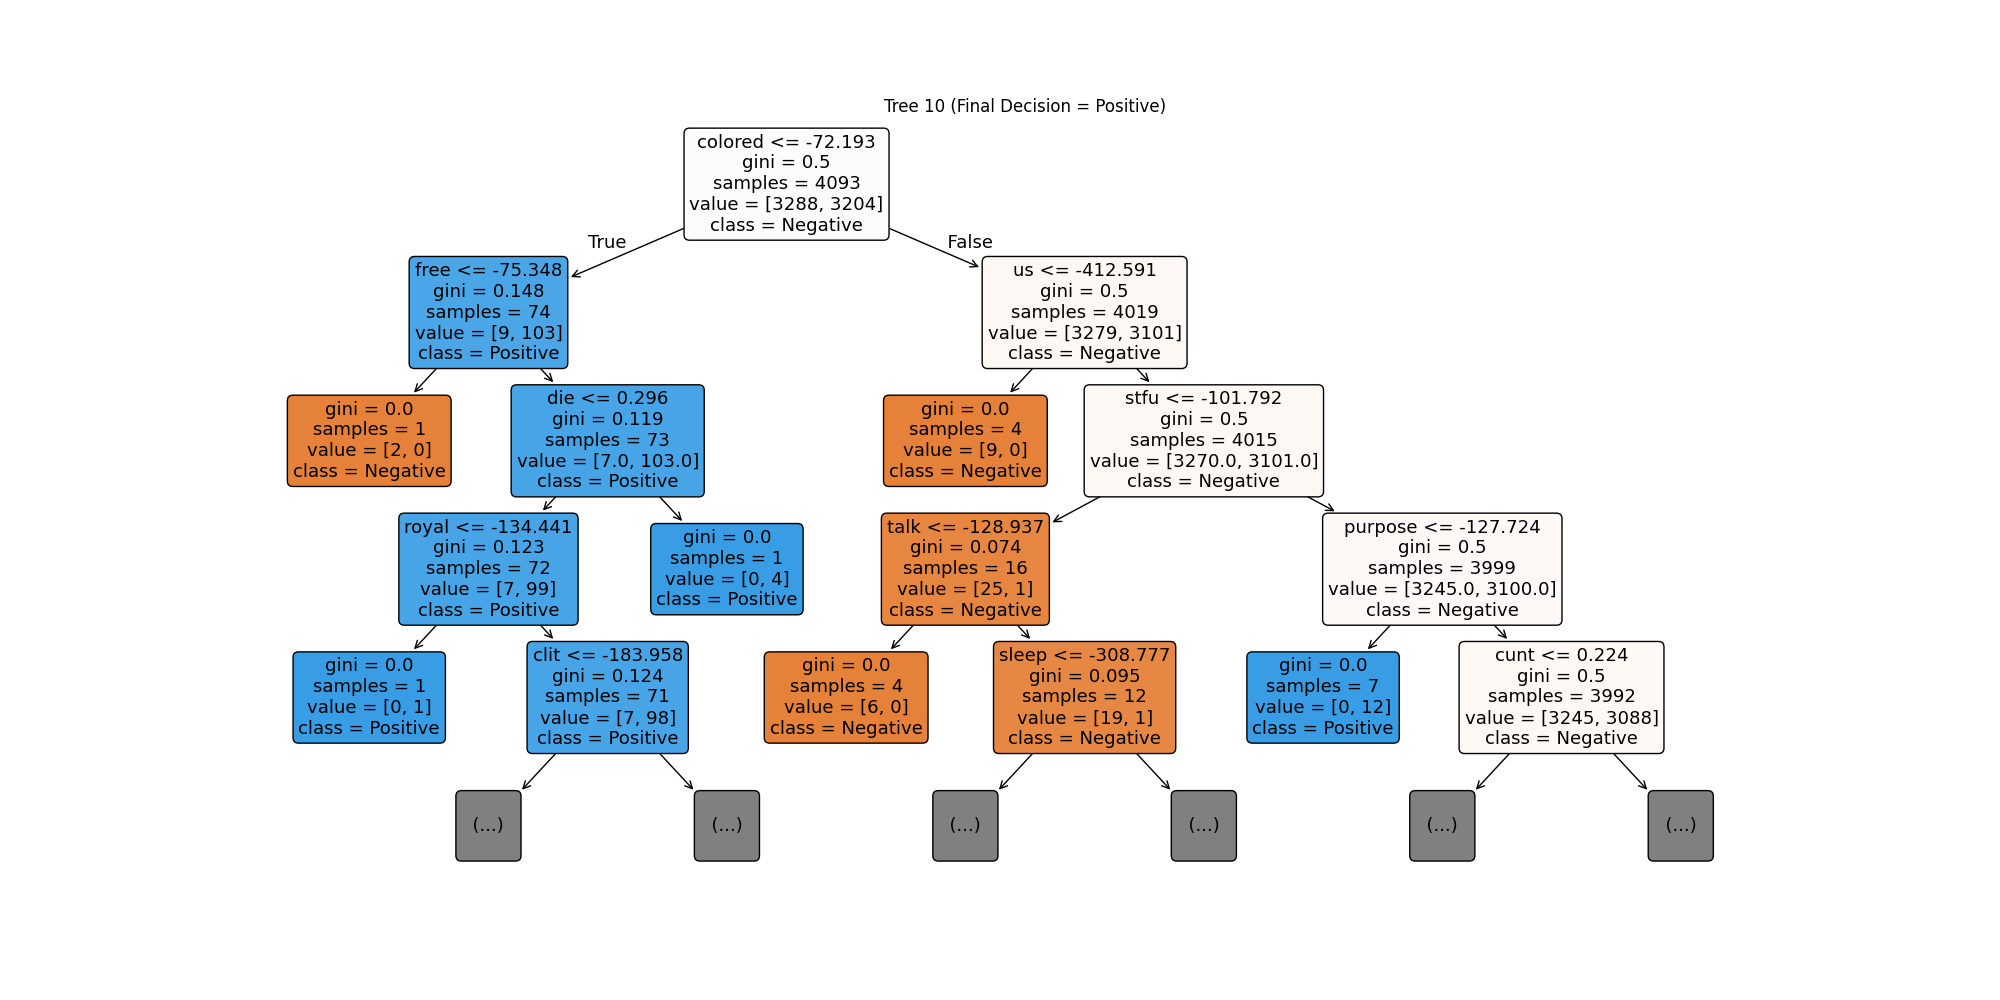 Tree 10 (Final Decision = Positive)
colored <= -72.193
gini = 0.5
samples = 4093
value = [3288, 3204]
class = Negative
True
False
free <= -75.348
gini = 0.148
samples = 74
value = [9, 103]
class = Positive
us <= -412.591
gini = 0.5
samples = 4019
value = [3279, 3101]
class = Negative
gini = 0.0
samples = 1
value = [2, 0]
class = Negative
die <= 0.296
gini = 0.119
samples = 73
value = [7.0, 103.0]
class = Positive
gini = 0.0
samples = 4
value = [9, 0]
class = Negative
stfu <= -101.792
gini = 0.5
samples = 4015
value = [3270.0, 3101.0]
class = Negative
royal <= -134.441
gini = 0.123
samples = 72
value = [7, 99]
class = Positive
gini = 0.0
samples = 1
value = [0, 4]
class = Positive
talk <= -128.937
gini = 0.074
samples = 16
value = [25, 1]
class = Negative
purpose <= -127.724
gini = 0.5
samples = 3999
value = [3245.0, 3100.0]
class = Negative
gini = 0.0
samples = 1
value = [0, 1]
class = Positive
clit <= -183.958
gini = 0.124
samples = 71
value = [7, 98]
class = Positive
gini = 0.0
samples = 4
value = [6, 0]
class = Negative
sleep <= -308.777
gini = 0.095
samples = 12
value = [19, 1]
class = Negative
gini = 0.0
samples = 7
value = [0, 12]
class = Positive
cunt <= 0.224
gini = 0.5
samples = 3992
value = [3245, 3088]
class = Negative
(...)
(...)
(...)
(...)
(...)
(...)